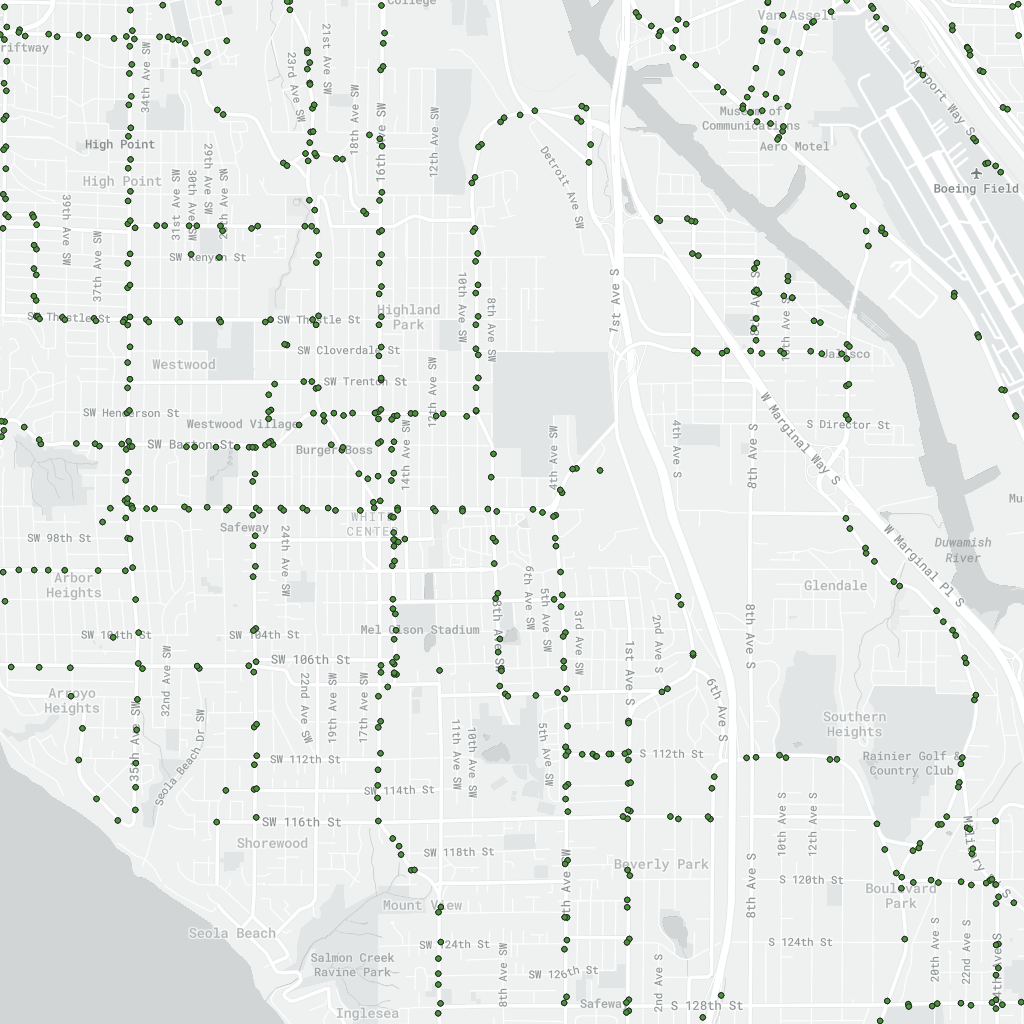 College
Van Asselt
riftway
21st Ave SW
23rd Ave SW
34th Ave SW
18th Ave SW
16th Ave SW
12th Ave SW
Airport Way S
Museum of
Communications
Aero Motel
High Point
High Point
Detroit Ave SW
Boeing Field
39th Ave SW
31st Ave SW
30th Ave SW
29th Ave SW
37th Ave SW
SW Kenyon St
1st Ave S
10th Ave SW
8th Ave SW
Highland
Park
SW Thistle St
SW Thistle St
SW Cloverdale St
Westwood
SW Trenton St
12th Ave SW
SW Henderson St
Westwood Village
SW Barton St
Burger Boss
14th Ave SW
4th Ave SW
4th Ave S
8th Ave S
W Marginal Way S
S Director St
SW 98th St
Safeway
WHITE
CENTER
24th Ave SW
Duwamish
River
W Marginal Pl S
Arbor
Heights
Glendale
6th Ave SW
5th Ave SW
8th Ave SW
3rd Ave SW
2nd Ave S
1st Ave S
8th Ave S
SW 104th St
SW 104th St
Mel Olson Stadium
SW 106th St
32nd Ave SW
22nd Ave SW
19th Ave SW
17th Ave SW
6th Ave S
Arroyo
Heights
35th Ave SW
Seola Beach Dr SW
11th Ave SW
10th Ave SW
5th Ave SW
Southern
Heights
SW 112th St
S 112th St
Rainier Golf &
Country Club
SW 114th St
10th Ave S
12th Ave S
SW 116th St
Shorewood
SW 118th St
Beverly Park
Military Rd S
S 120th St
8th Ave S
Boulevard
Park
Mount View
Seola Beach
SW 124th St
S 124th St
20th Ave S
22nd Ave S
Salmon Creek
Ravine Park
8th Ave SW
SW 126th St
2nd Ave S
Safeway
S 128th St
Inglesea